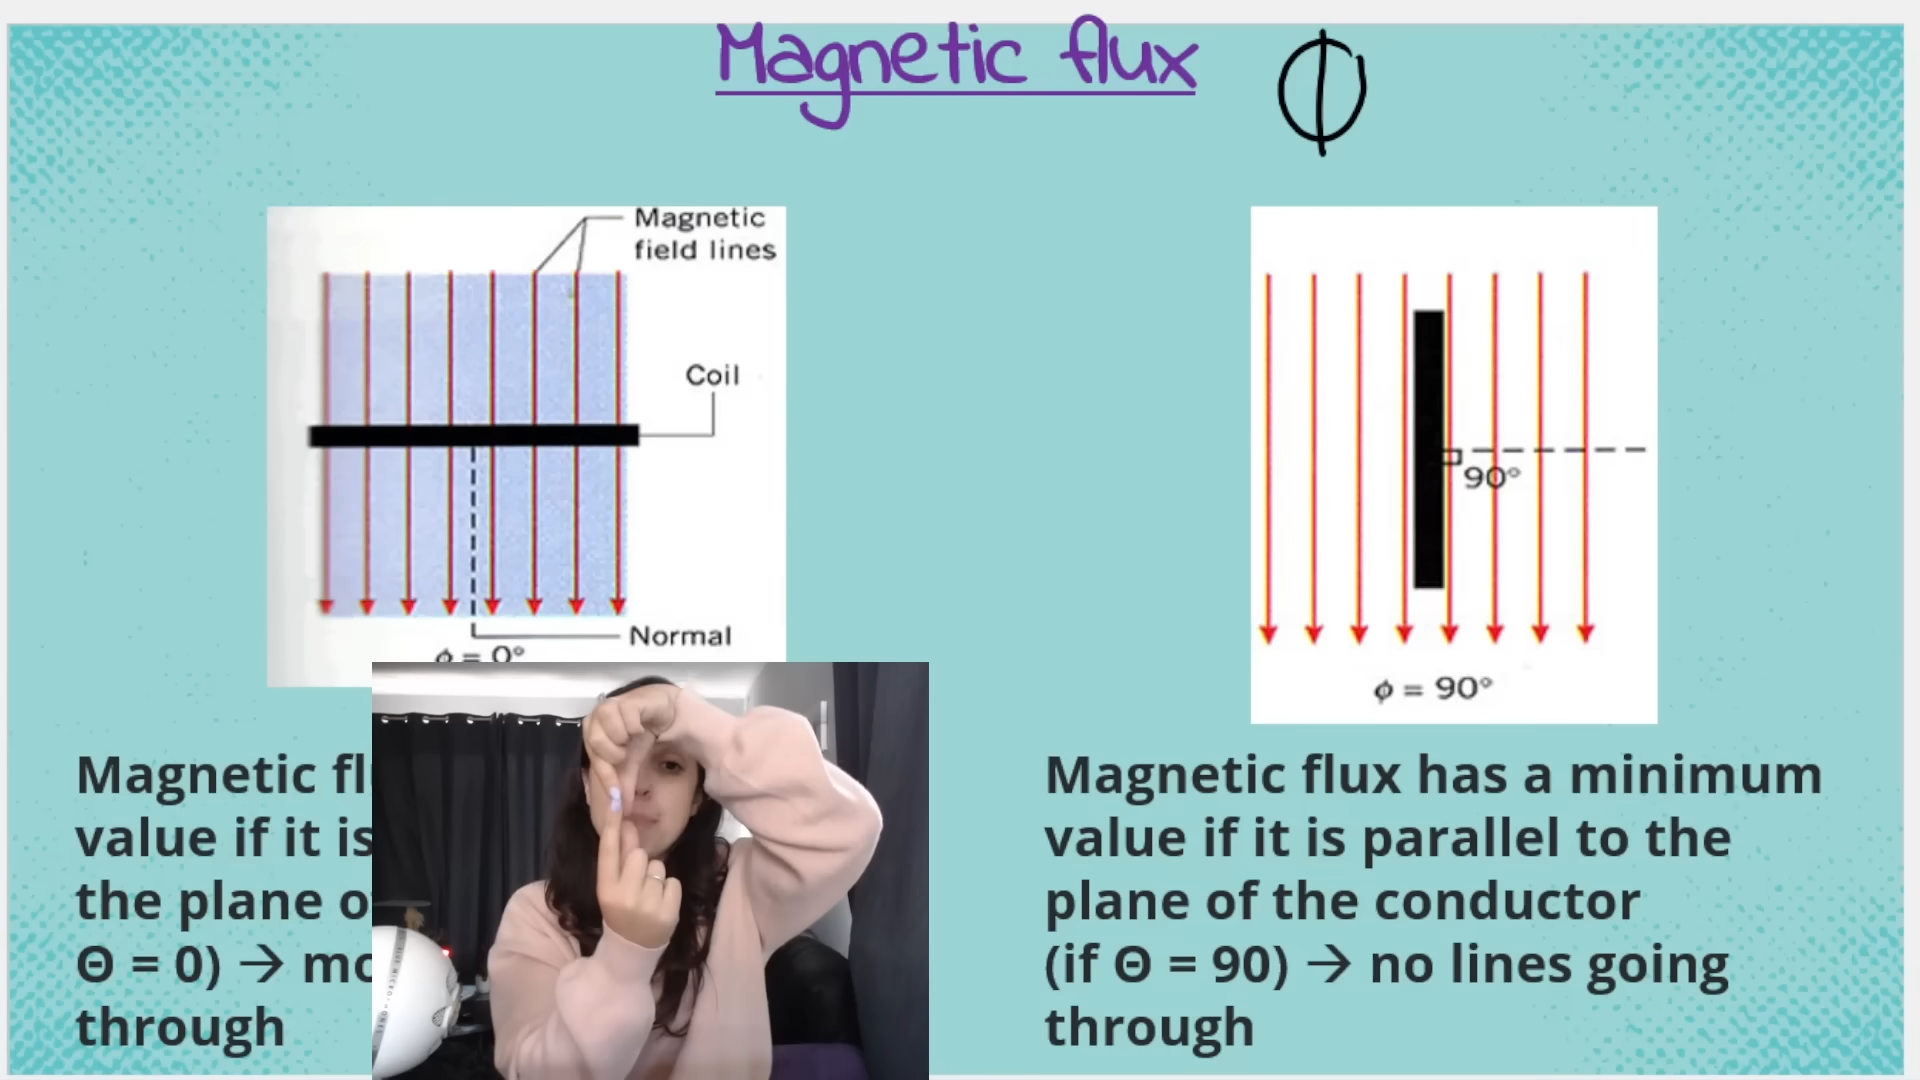 Magnetic flux Φ
Magnetic
field lines
Coil
Normal
ϕ = 0°
90°
ϕ = 90°
Magnetic
value if it is
the plane
Θ = 0) →
through
Magnetic flux has a minimum
value if it is parallel to the
plane of the conductor
(if Θ = 90) → no lines going
through